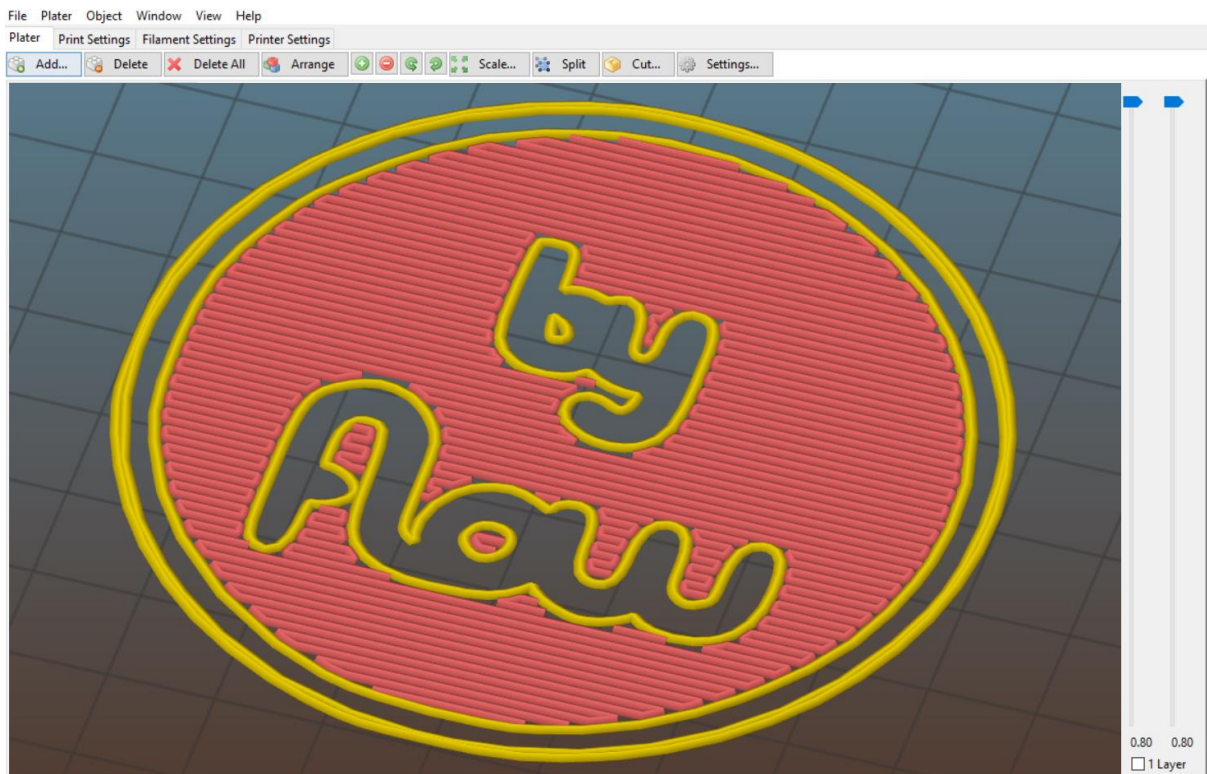 File Plater Object Window View Help
Plater Print Settings Filament Settings Printer Settings
Add... Delete Delete All Arrange Scale... Split Cut... Settings...
by
flow
0.80 0.80
1 Layer